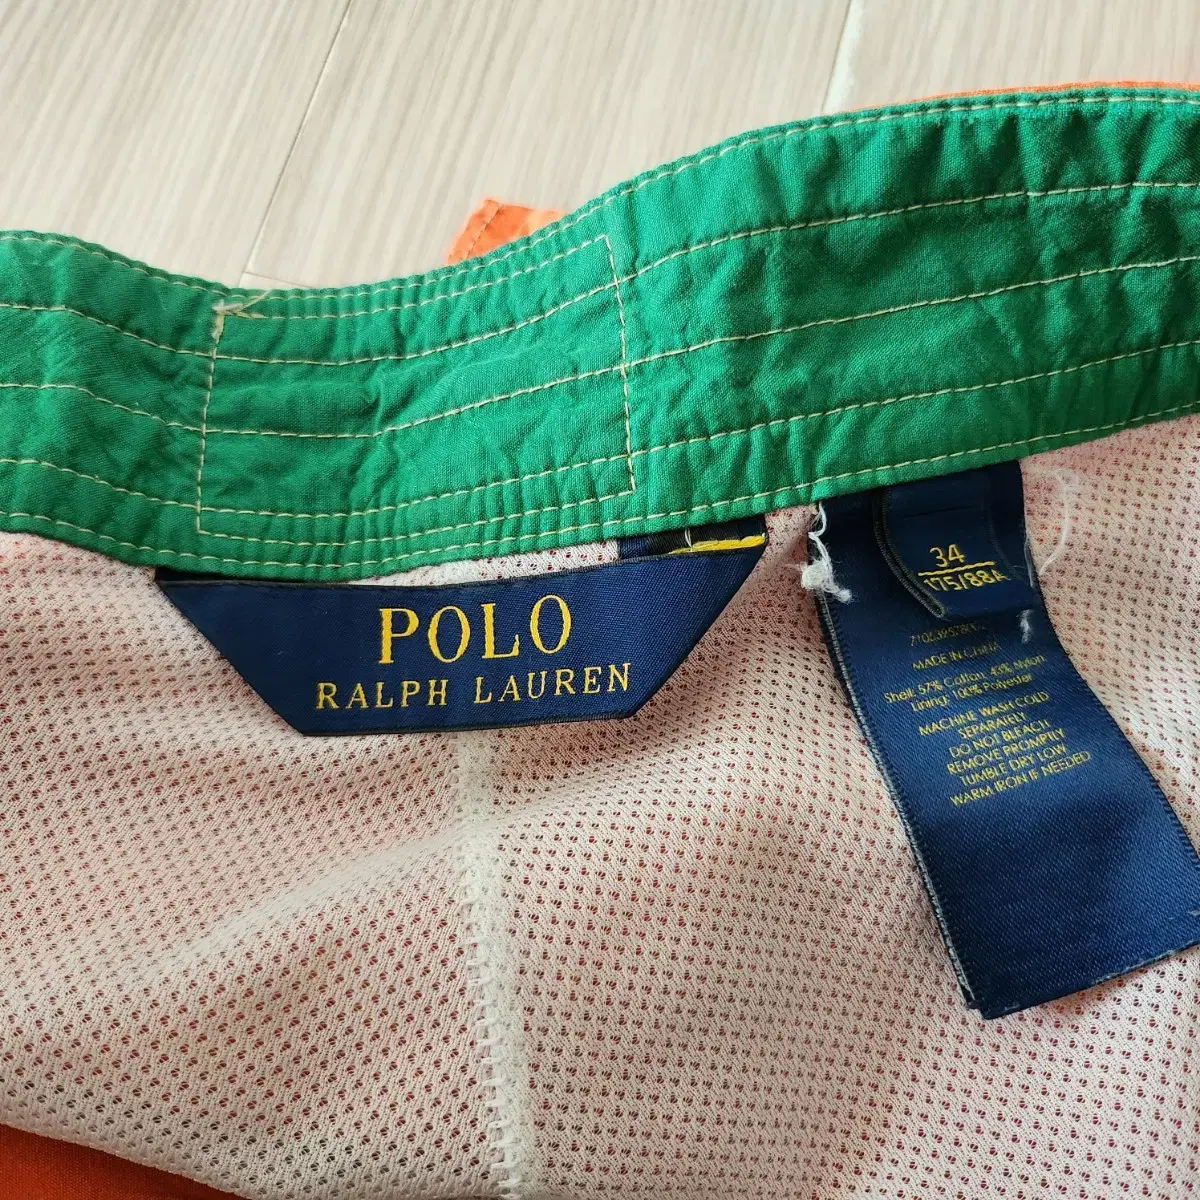 POLO
RALPH LAUREN
34
175/88A
MADE IN CHINA
Shell: 57% Cotton, 43% Nylon
Lining: 100% Polyester
MACHINE WASH COLD
SEPARATELY
DO NOT BLEACH
REMOVE PROMPTLY
TUMBLE DRY LOW
WARM IRON IF NEEDED